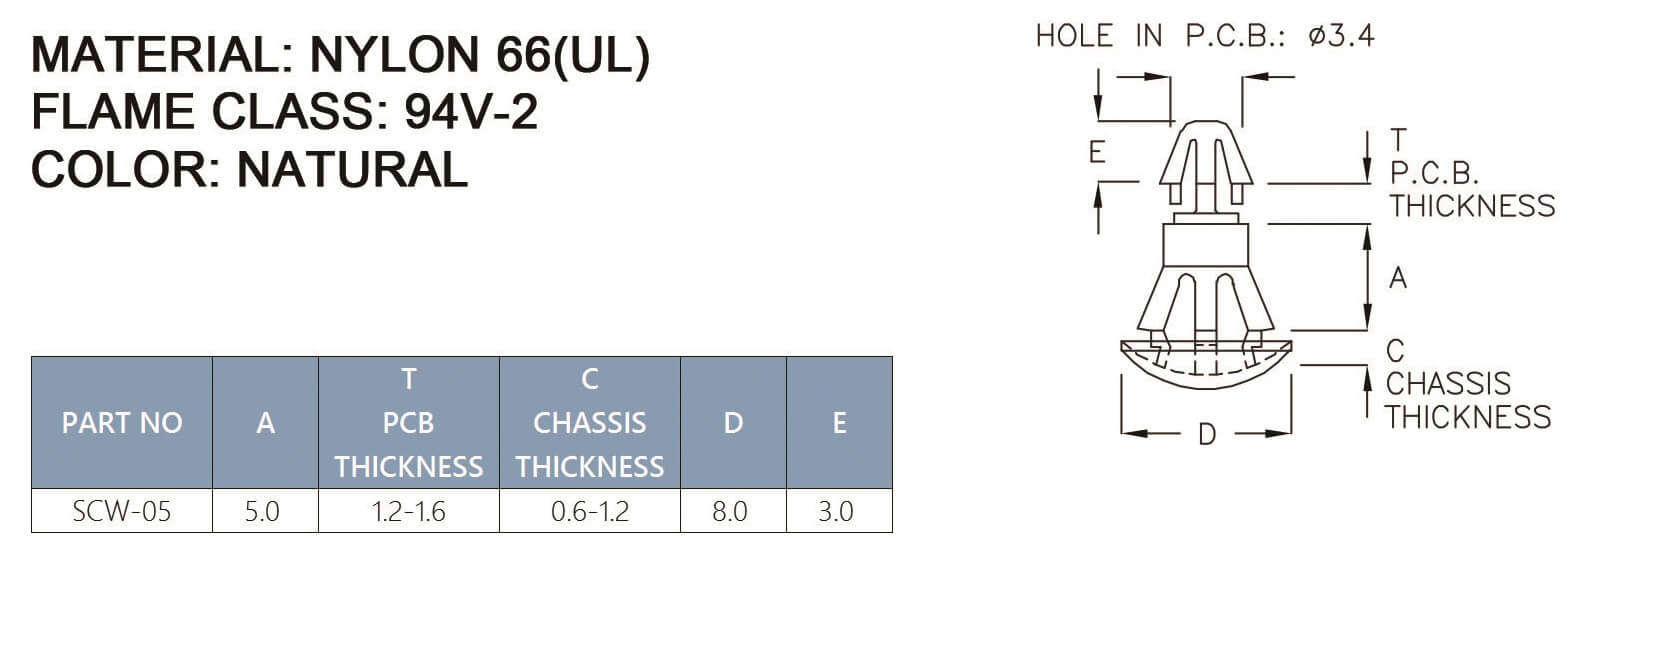 MATERIAL: NYLON 66(UL)
FLAME CLASS: 94V-2
COLOR: NATURAL
HOLE IN P.C.B.: ø3.4
E
T
P.C.B.
THICKNESS
A
C
CHASSIS
THICKNESS
D
PART NO A T PCB THICKNESS C CHASSIS THICKNESS D E
SCW-05 5.0 1.2-1.6 0.6-1.2 8.0 3.0